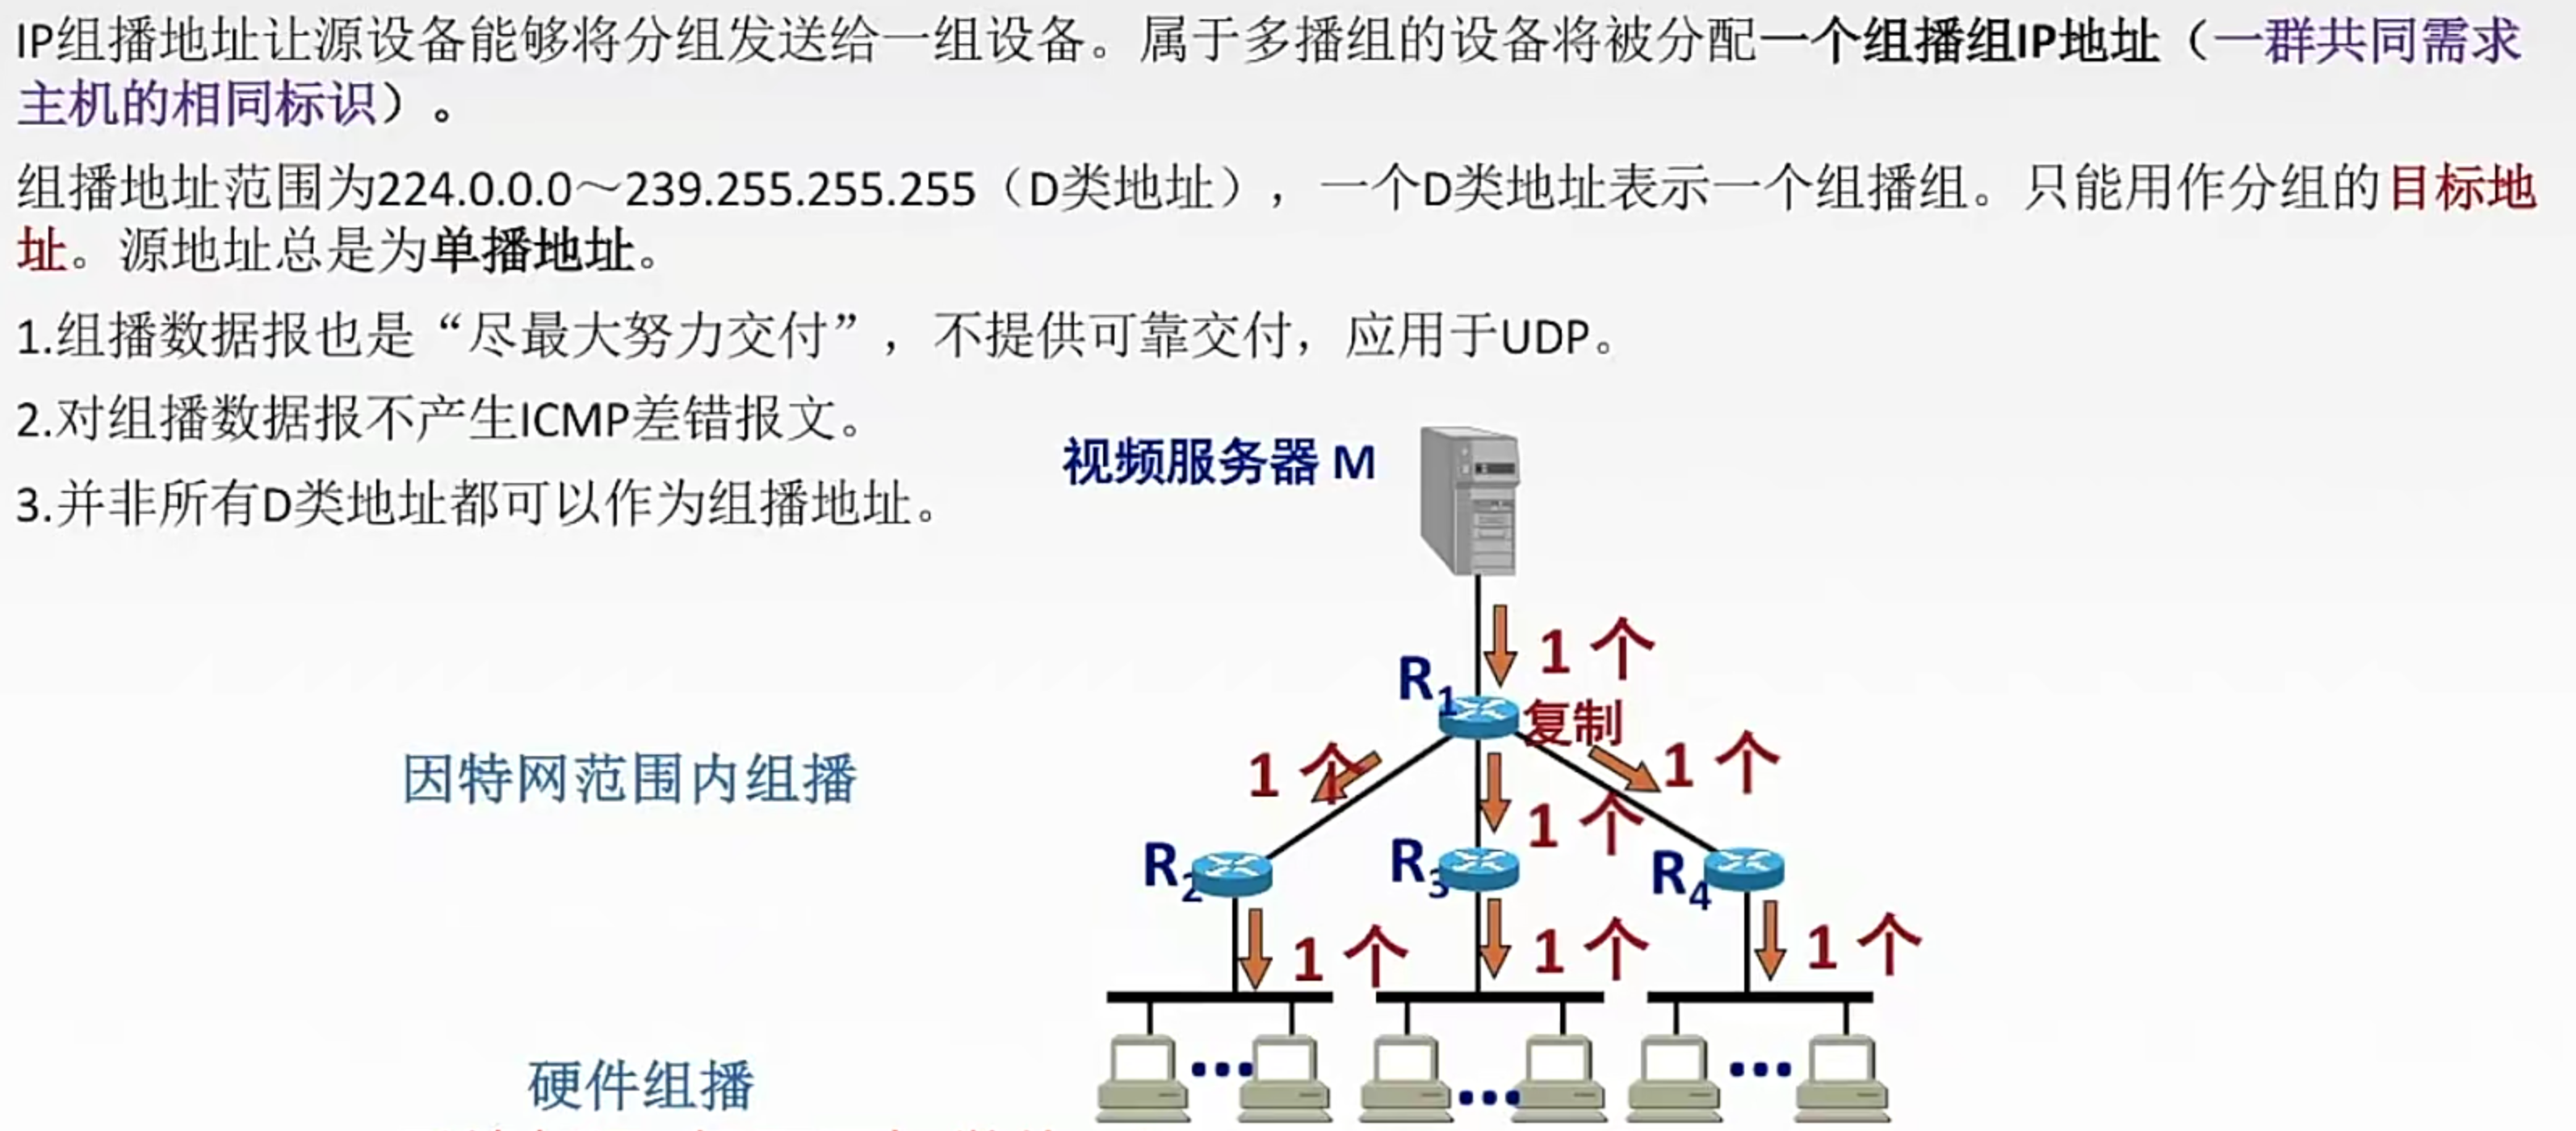 IP组播地址让源设备能够将分组发送给一组设备。属于多播组的设备将被分配一个组播组IP地址（一群共同需求
主机的相同标识）。
组播地址范围为224.0.0.0～239.255.255.255（D类地址），一个D类地址表示一个组播组。只能用作分组的目标地
址。源地址总是为单播地址。
1.组播数据报也是“尽最大努力交付”，不提供可靠交付，应用于UDP。
2.对组播数据报不产生ICMP差错报文。
3.并非所有D类地址都可以作为组播地址。
视频服务器 M
1 个
R1
复制
因特网范围内组播
1 个
1 个
1 个
R2
R3
R4
1 个
1 个
1 个
硬件组播